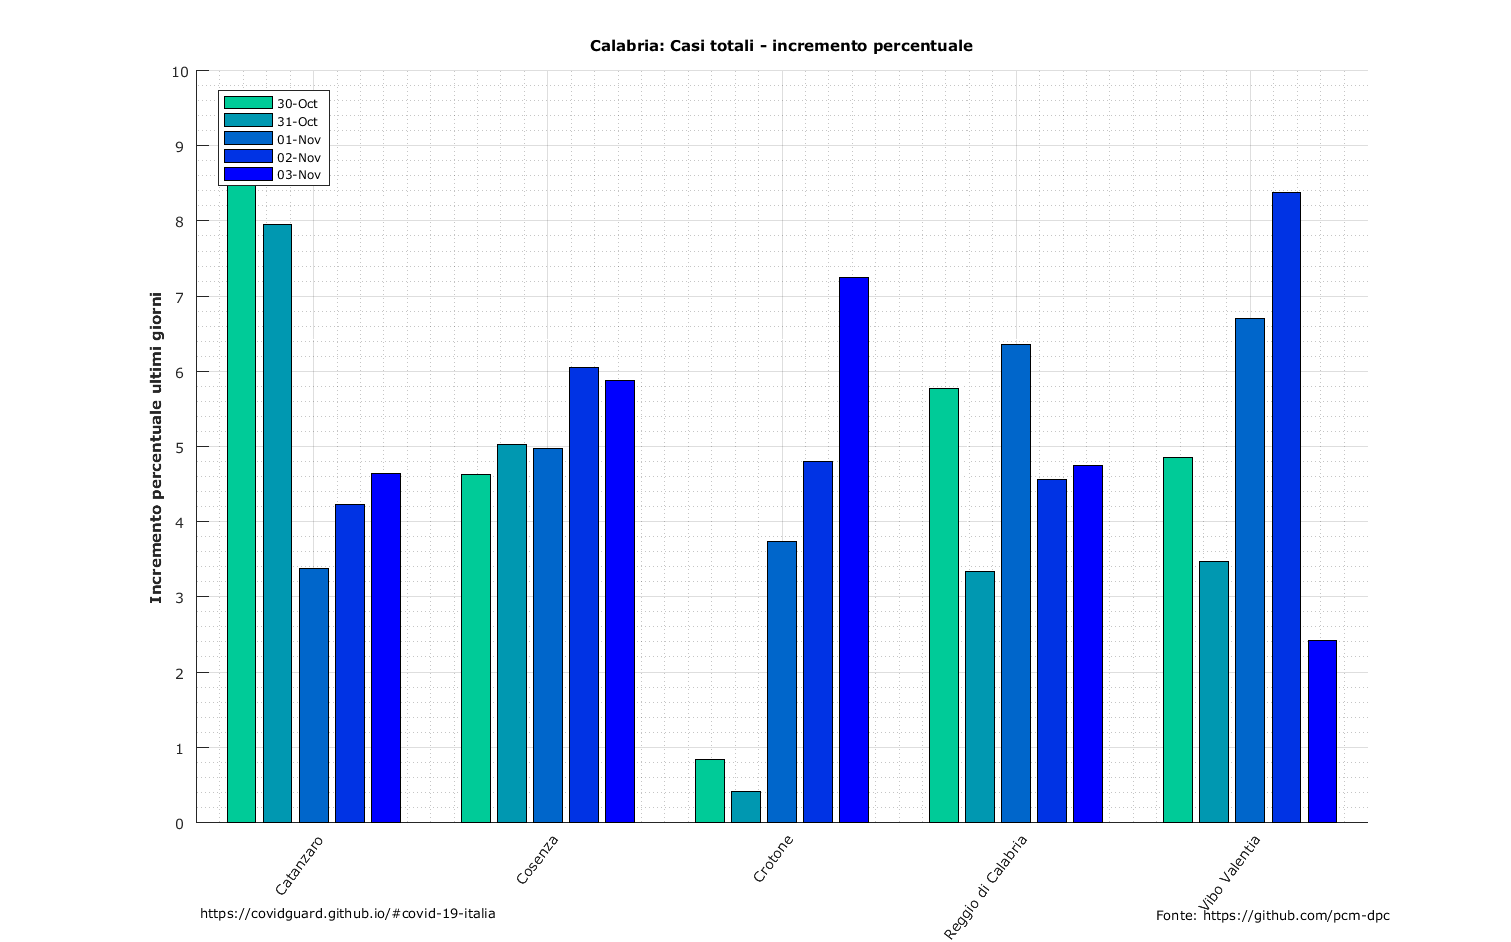 Calabria: Casi totali - incremento percentuale
Incremento percentuale ultimi giorni
10
9
8
7
6
5
4
3
2
1
0
30-Oct
31-Oct
01-Nov
02-Nov
03-Nov
Catanzaro
Cosenza
Crotone
Reggio di Calabria
Vibo Valentia
https://covidguard.github.io/#covid-19-italia
Fonte: https://github.com/pcm-dpc